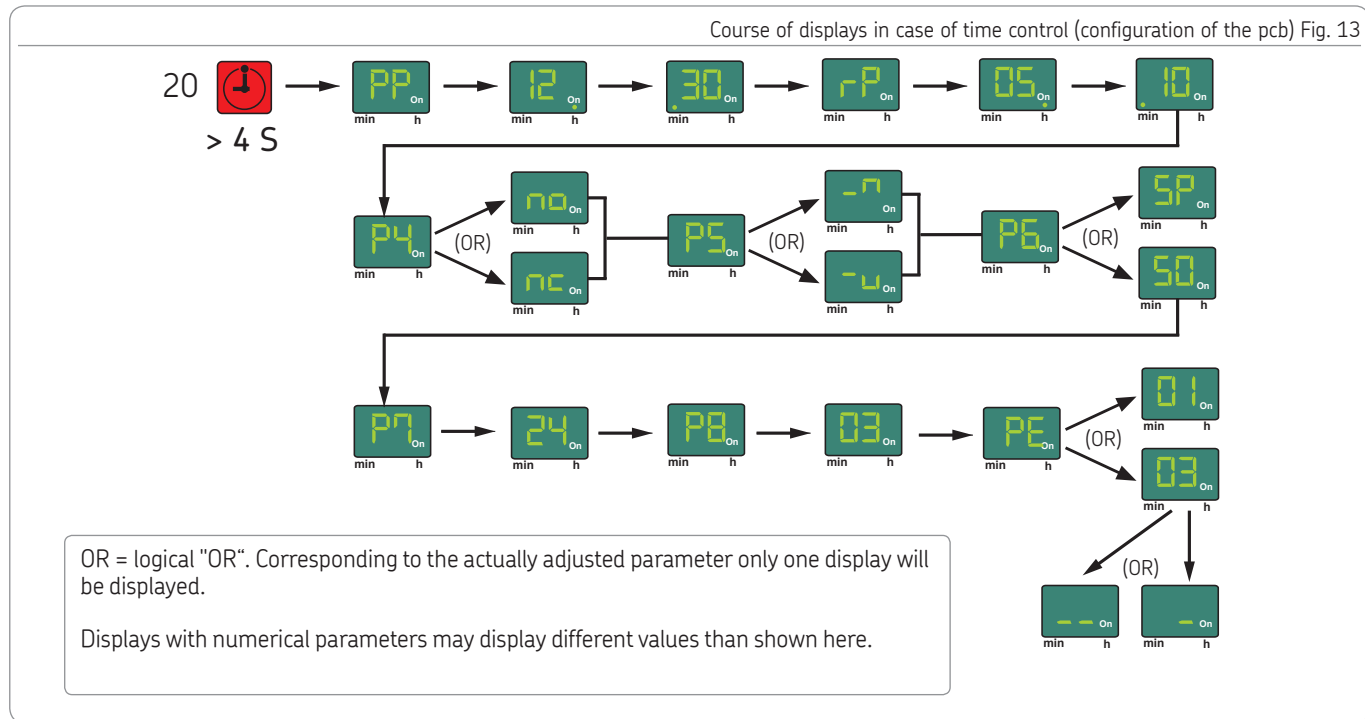 Course of displays in case of time control (configuration of the pcb) Fig. 13
20
> 4 S
PP On
min h
12 On
min h
30 On
min h
rP On
min h
05 On
min h
10 On
min h
P4 On
min h
(OR)
no On
min h
nc On
min h
P5 On
min h
(OR)
-n On
min h
-u On
min h
P6 On
min h
(OR)
SP On
min h
SO On
min h
P7 On
min h
24 On
min h
P8 On
min h
03 On
min h
PE On
min h
(OR)
01 On
min h
03 On
min h
(OR)
-- On
min h
- On
min h
OR = logical "OR“. Corresponding to the actually adjusted parameter only one display will
be displayed.
Displays with numerical parameters may display different values than shown here.